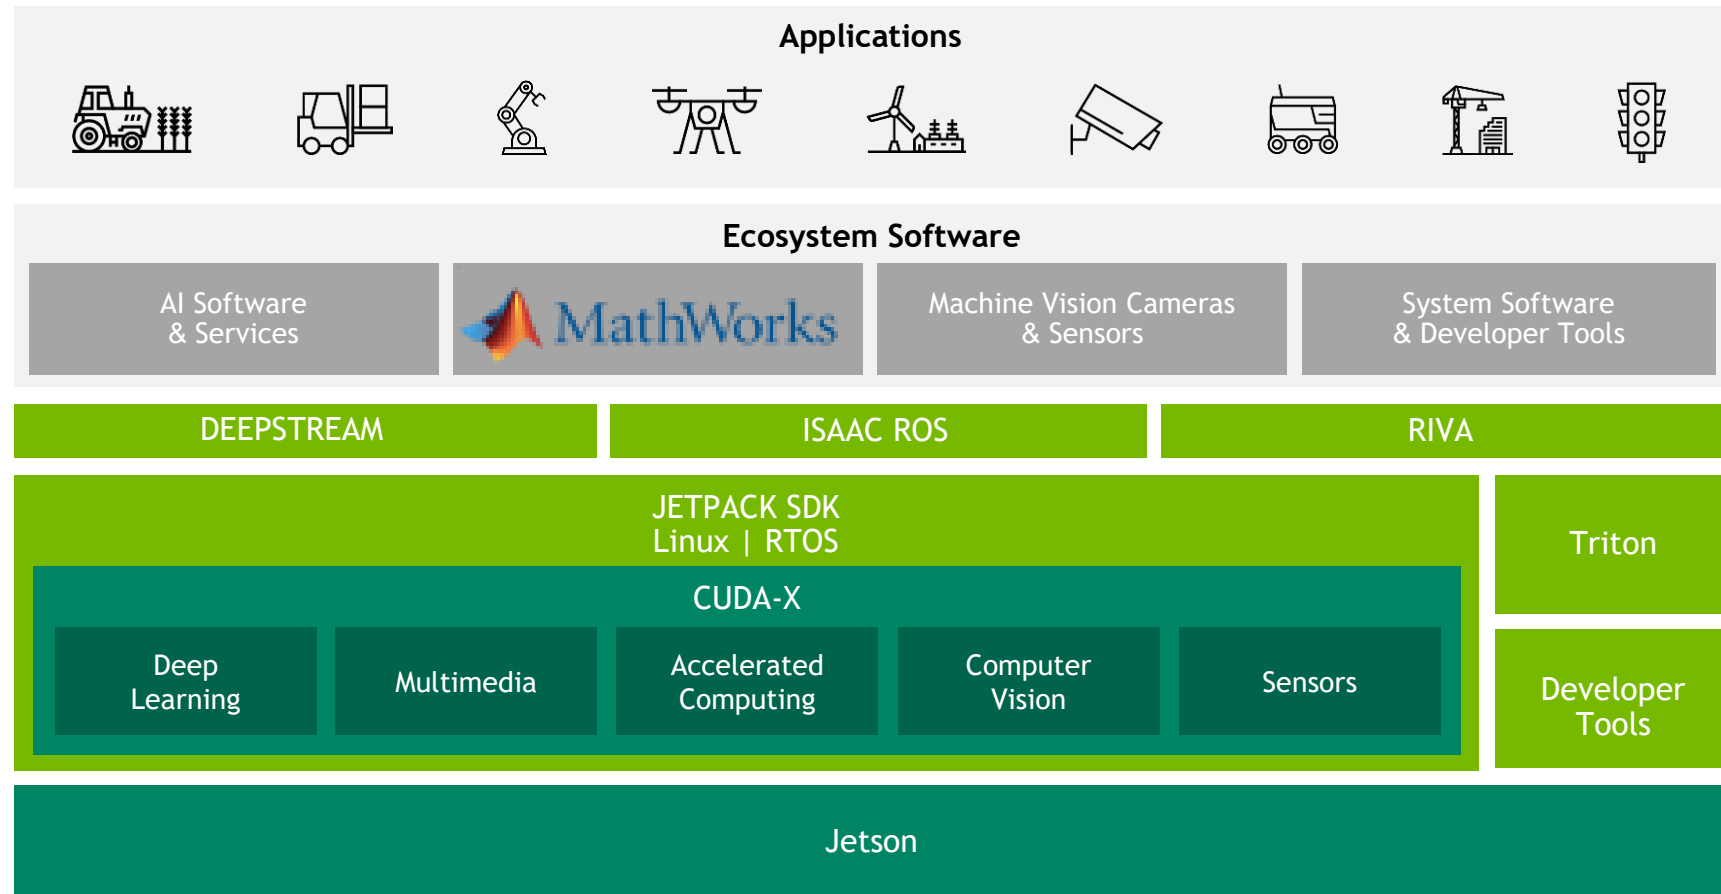 Applications
Ecosystem Software
AI Software
& Services
MathWorks
Machine Vision Cameras
& Sensors
System Software
& Developer Tools
DEEPSTREAM
ISAAC ROS
RIVA
JETPACK SDK
Linux | RTOS
Triton
CUDA-X
Deep
Learning
Multimedia
Accelerated
Computing
Computer
Vision
Sensors
Developer
Tools
Jetson